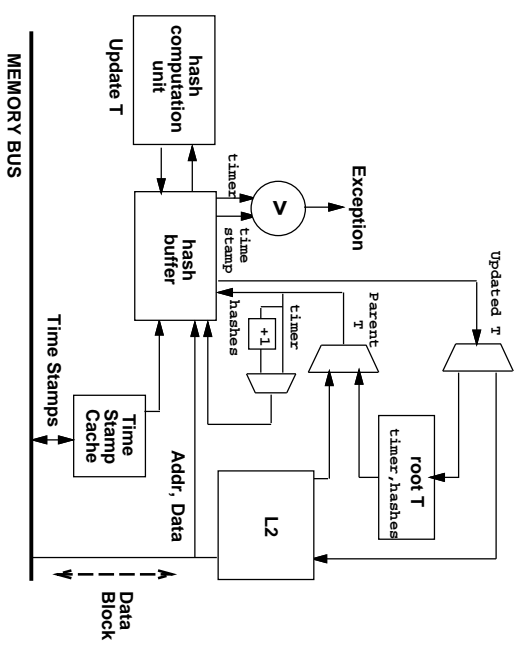 MEMORY BUS
hash
computation
unit
Update T
timer
time
stamp
>
Exception
hash
buffer
Updated T
Parent
T
timer
+1
hashes
root T
timer,hashes
Time Stamps
Time
Stamp
Cache
Addr, Data
L2
Data
Block